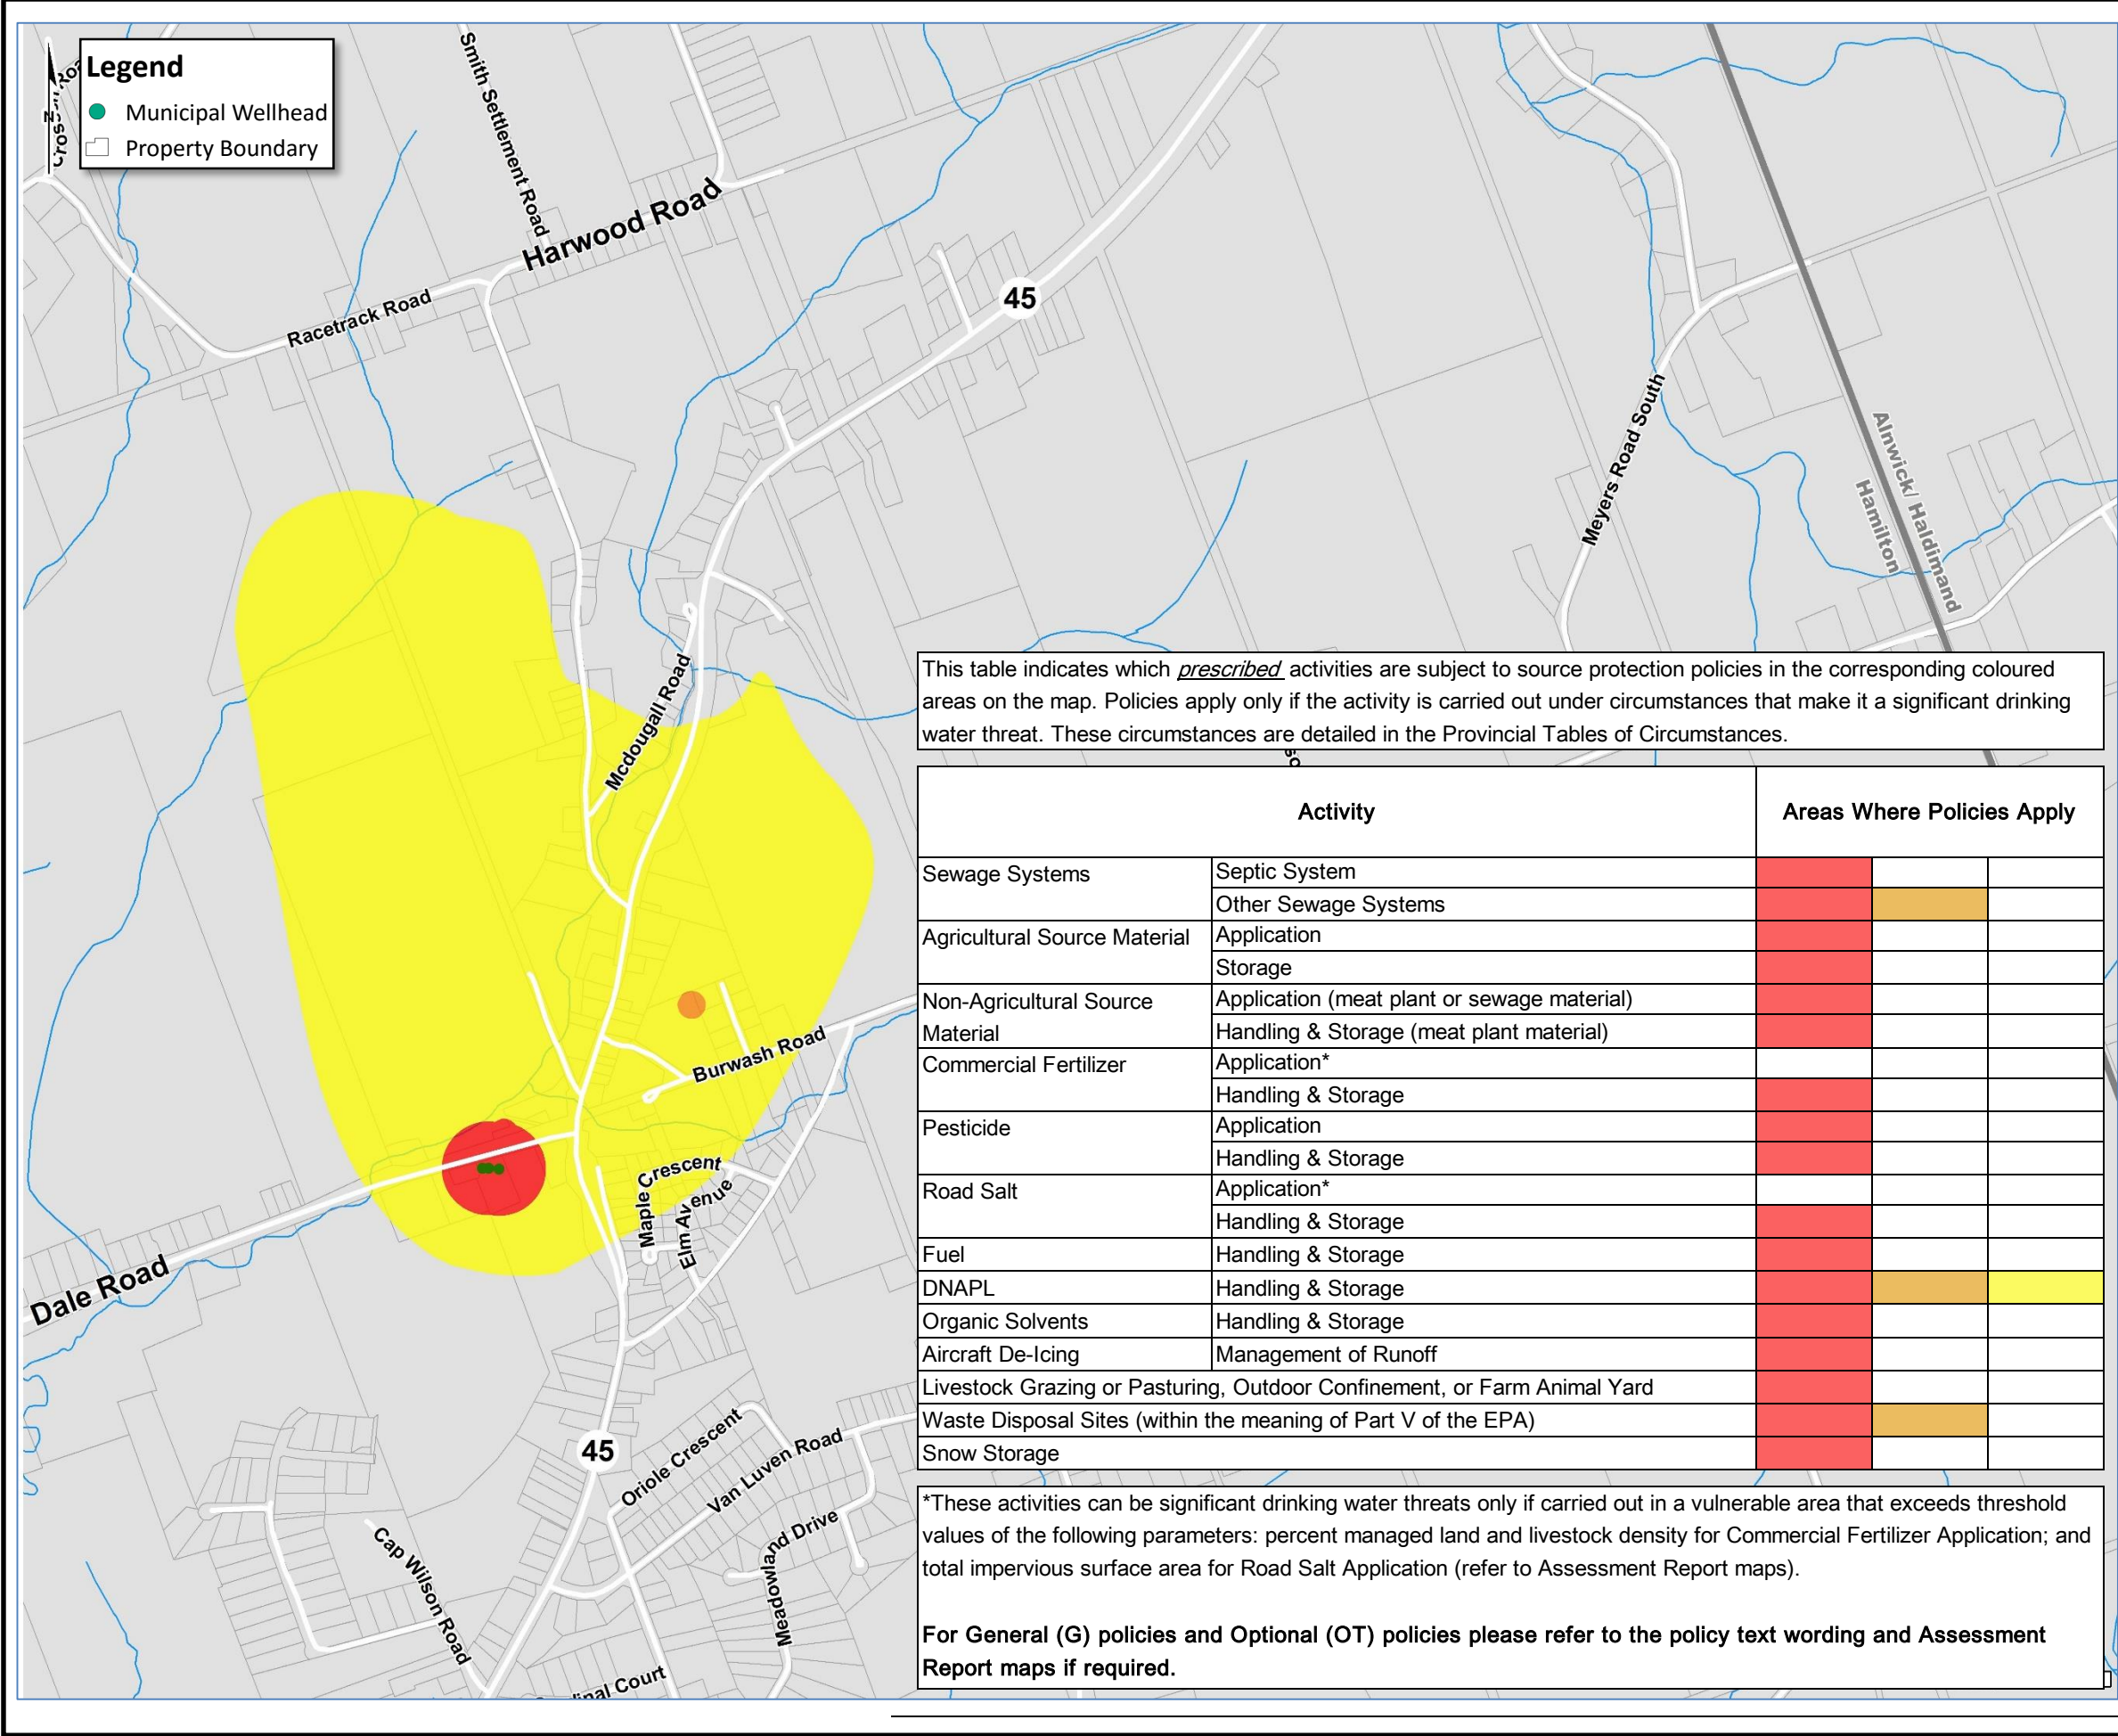 Legend
Municipal Wellhead
Property Boundary
N
Smith Settlement Road
Harwood Road
Racetrack Road
45
Meyers Road South
Alnwick/ Haldimand
Hamilton
Mcdougall Road
Burwash Road
Maple Crescent
Elm Avenue
Dale Road
45
Oriole Crescent
Van Luven Road
Meadowland Drive
Cap Wilson Road
Court
This table indicates which prescribed activities are subject to source protection policies in the corresponding coloured
areas on the map. Policies apply only if the activity is carried out under circumstances that make it a significant drinking
water threat. These circumstances are detailed in the Provincial Tables of Circumstances.
Activity Areas Where Policies Apply
Sewage Systems Septic System
Other Sewage Systems
Agricultural Source Material Application
Storage
Non-Agricultural Source Application (meat plant or sewage material)
Material Handling & Storage (meat plant material)
Commercial Fertilizer Application*
Handling & Storage
Pesticide Application
Handling & Storage
Road Salt Application*
Handling & Storage
Fuel Handling & Storage
DNAPL Handling & Storage
Organic Solvents Handling & Storage
Aircraft De-Icing Management of Runoff
Livestock Grazing or Pasturing, Outdoor Confinement, or Farm Animal Yard
Waste Disposal Sites (within the meaning of Part V of the EPA)
Snow Storage
*These activities can be significant drinking water threats only if carried out in a vulnerable area that exceeds threshold
values of the following parameters: percent managed land and livestock density for Commercial Fertilizer Application; and
total impervious surface area for Road Salt Application (refer to Assessment Report maps).
For General (G) policies and Optional (OT) policies please refer to the policy text wording and Assessment
Report maps if required.